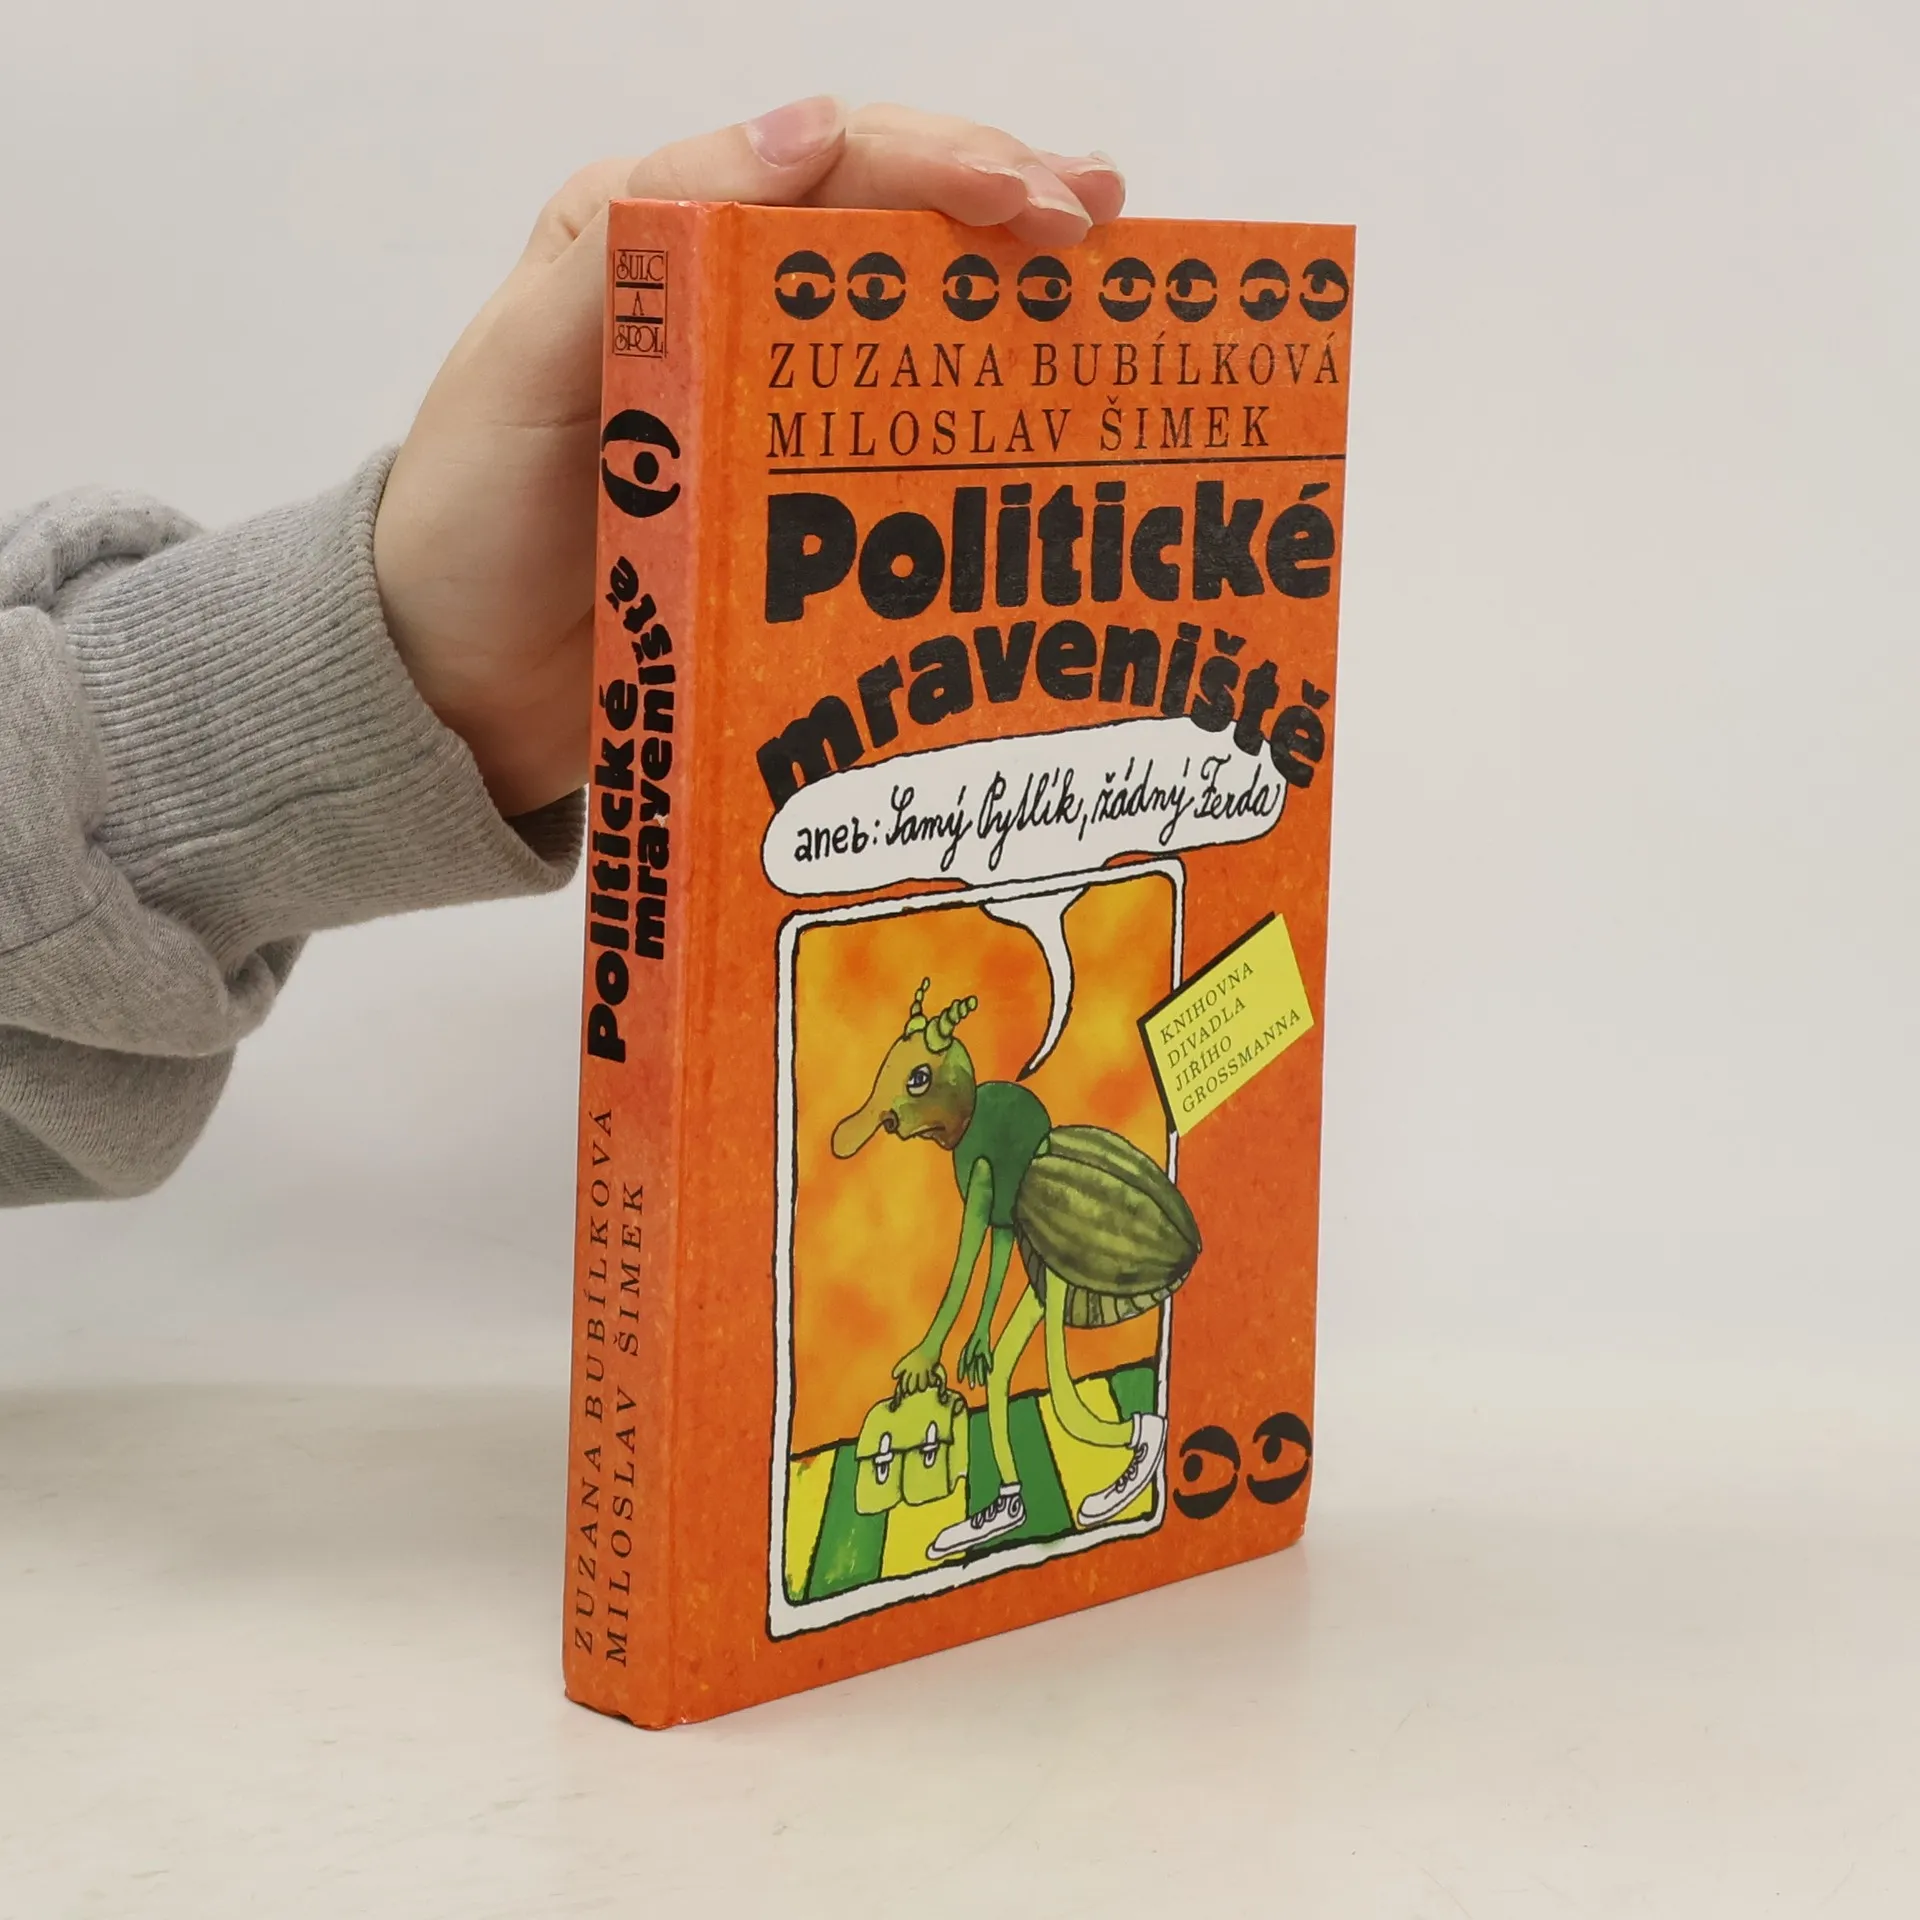 ŠULC
A
SPOL
Politické
mraveniště
ZUZANA BUBÍLKOVÁ
MILOSLAV ŠIMEK
ZUZANA BUBÍLKOVÁ
MILOSLAV ŠIMEK
Politické
mraveniště
aneb: Samý Pytlík, žádný Ferda
KNIHOVNA
DIVADLA
JIŘÍHO
GROSSMANNA